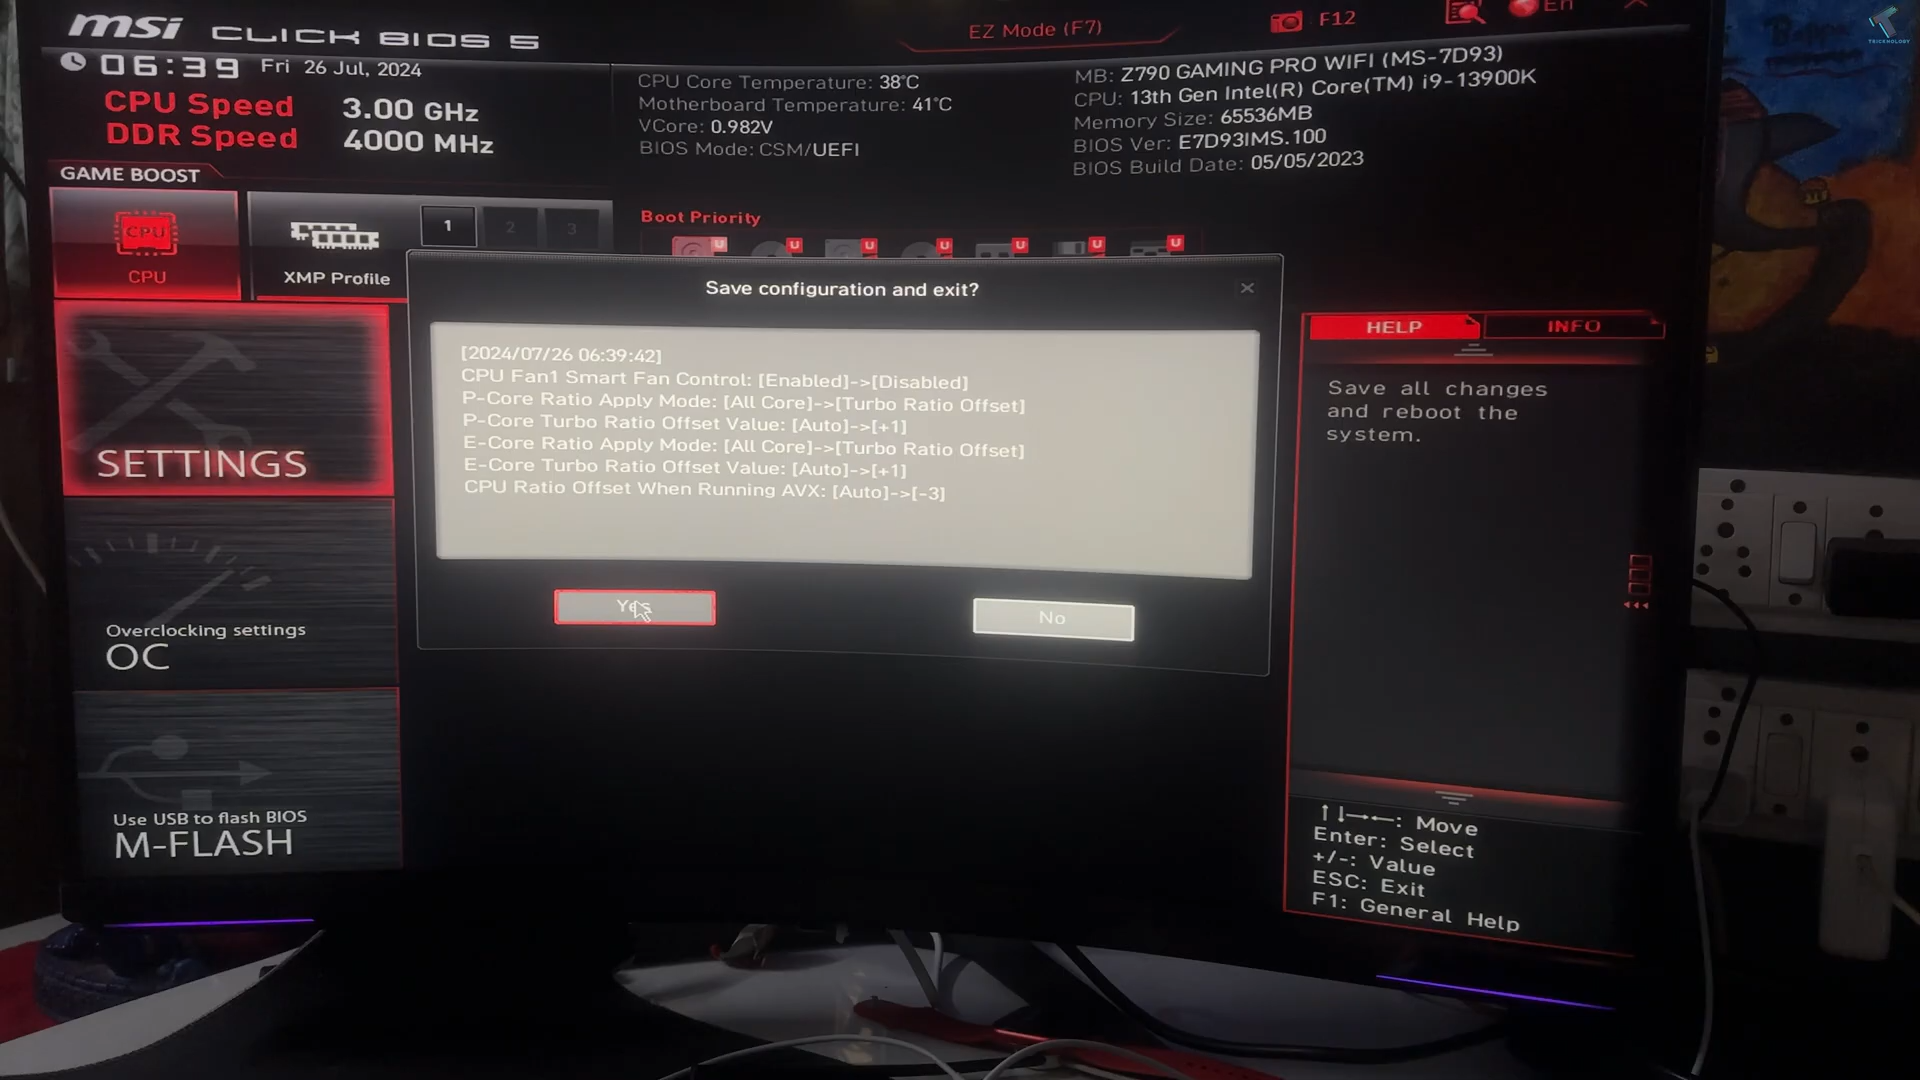 msi CLICK BIOS 5
EZ Mode (F7)
F12
En
06:39 Fri 26 Jul, 2024
CPU Speed 3.00 GHz
DDR Speed 4000 MHz
CPU Core Temperature: 38°C
Motherboard Temperature: 41°C
VCore: 0.982V
BIOS Mode: CSM/UEFI
MB: Z790 GAMING PRO WIFI (MS-7D93)
CPU: 13th Gen Intel(R) Core(TM) i9-13900K
Memory Size: 65536MB
BIOS Ver: E7D93IMS.100
BIOS Build Date: 05/05/2023
GAME BOOST
CPU
CPU
XMP Profile
1 2 3
Boot Priority
U U U U U U U
Save configuration and exit?
[2024/07/26 06:39:42]
CPU Fan1 Smart Fan Control: [Enabled]->[Disabled]
P-Core Ratio Apply Mode: [All Core]->[Turbo Ratio Offset]
P-Core Turbo Ratio Offset Value: [Auto]->[+1]
E-Core Ratio Apply Mode: [All Core]->[Turbo Ratio Offset]
E-Core Turbo Ratio Offset Value: [Auto]->[+1]
CPU Ratio Offset When Running AVX: [Auto]->[-3]
Yes
No
SETTINGS
Overclocking settings
OC
Use USB to flash BIOS
M-FLASH
HELP
INFO
Save all changes
and reboot the
system.
↑↓→←: Move
Enter: Select
+/-: Value
ESC: Exit
F1: General Help
TRICKNOLOGY